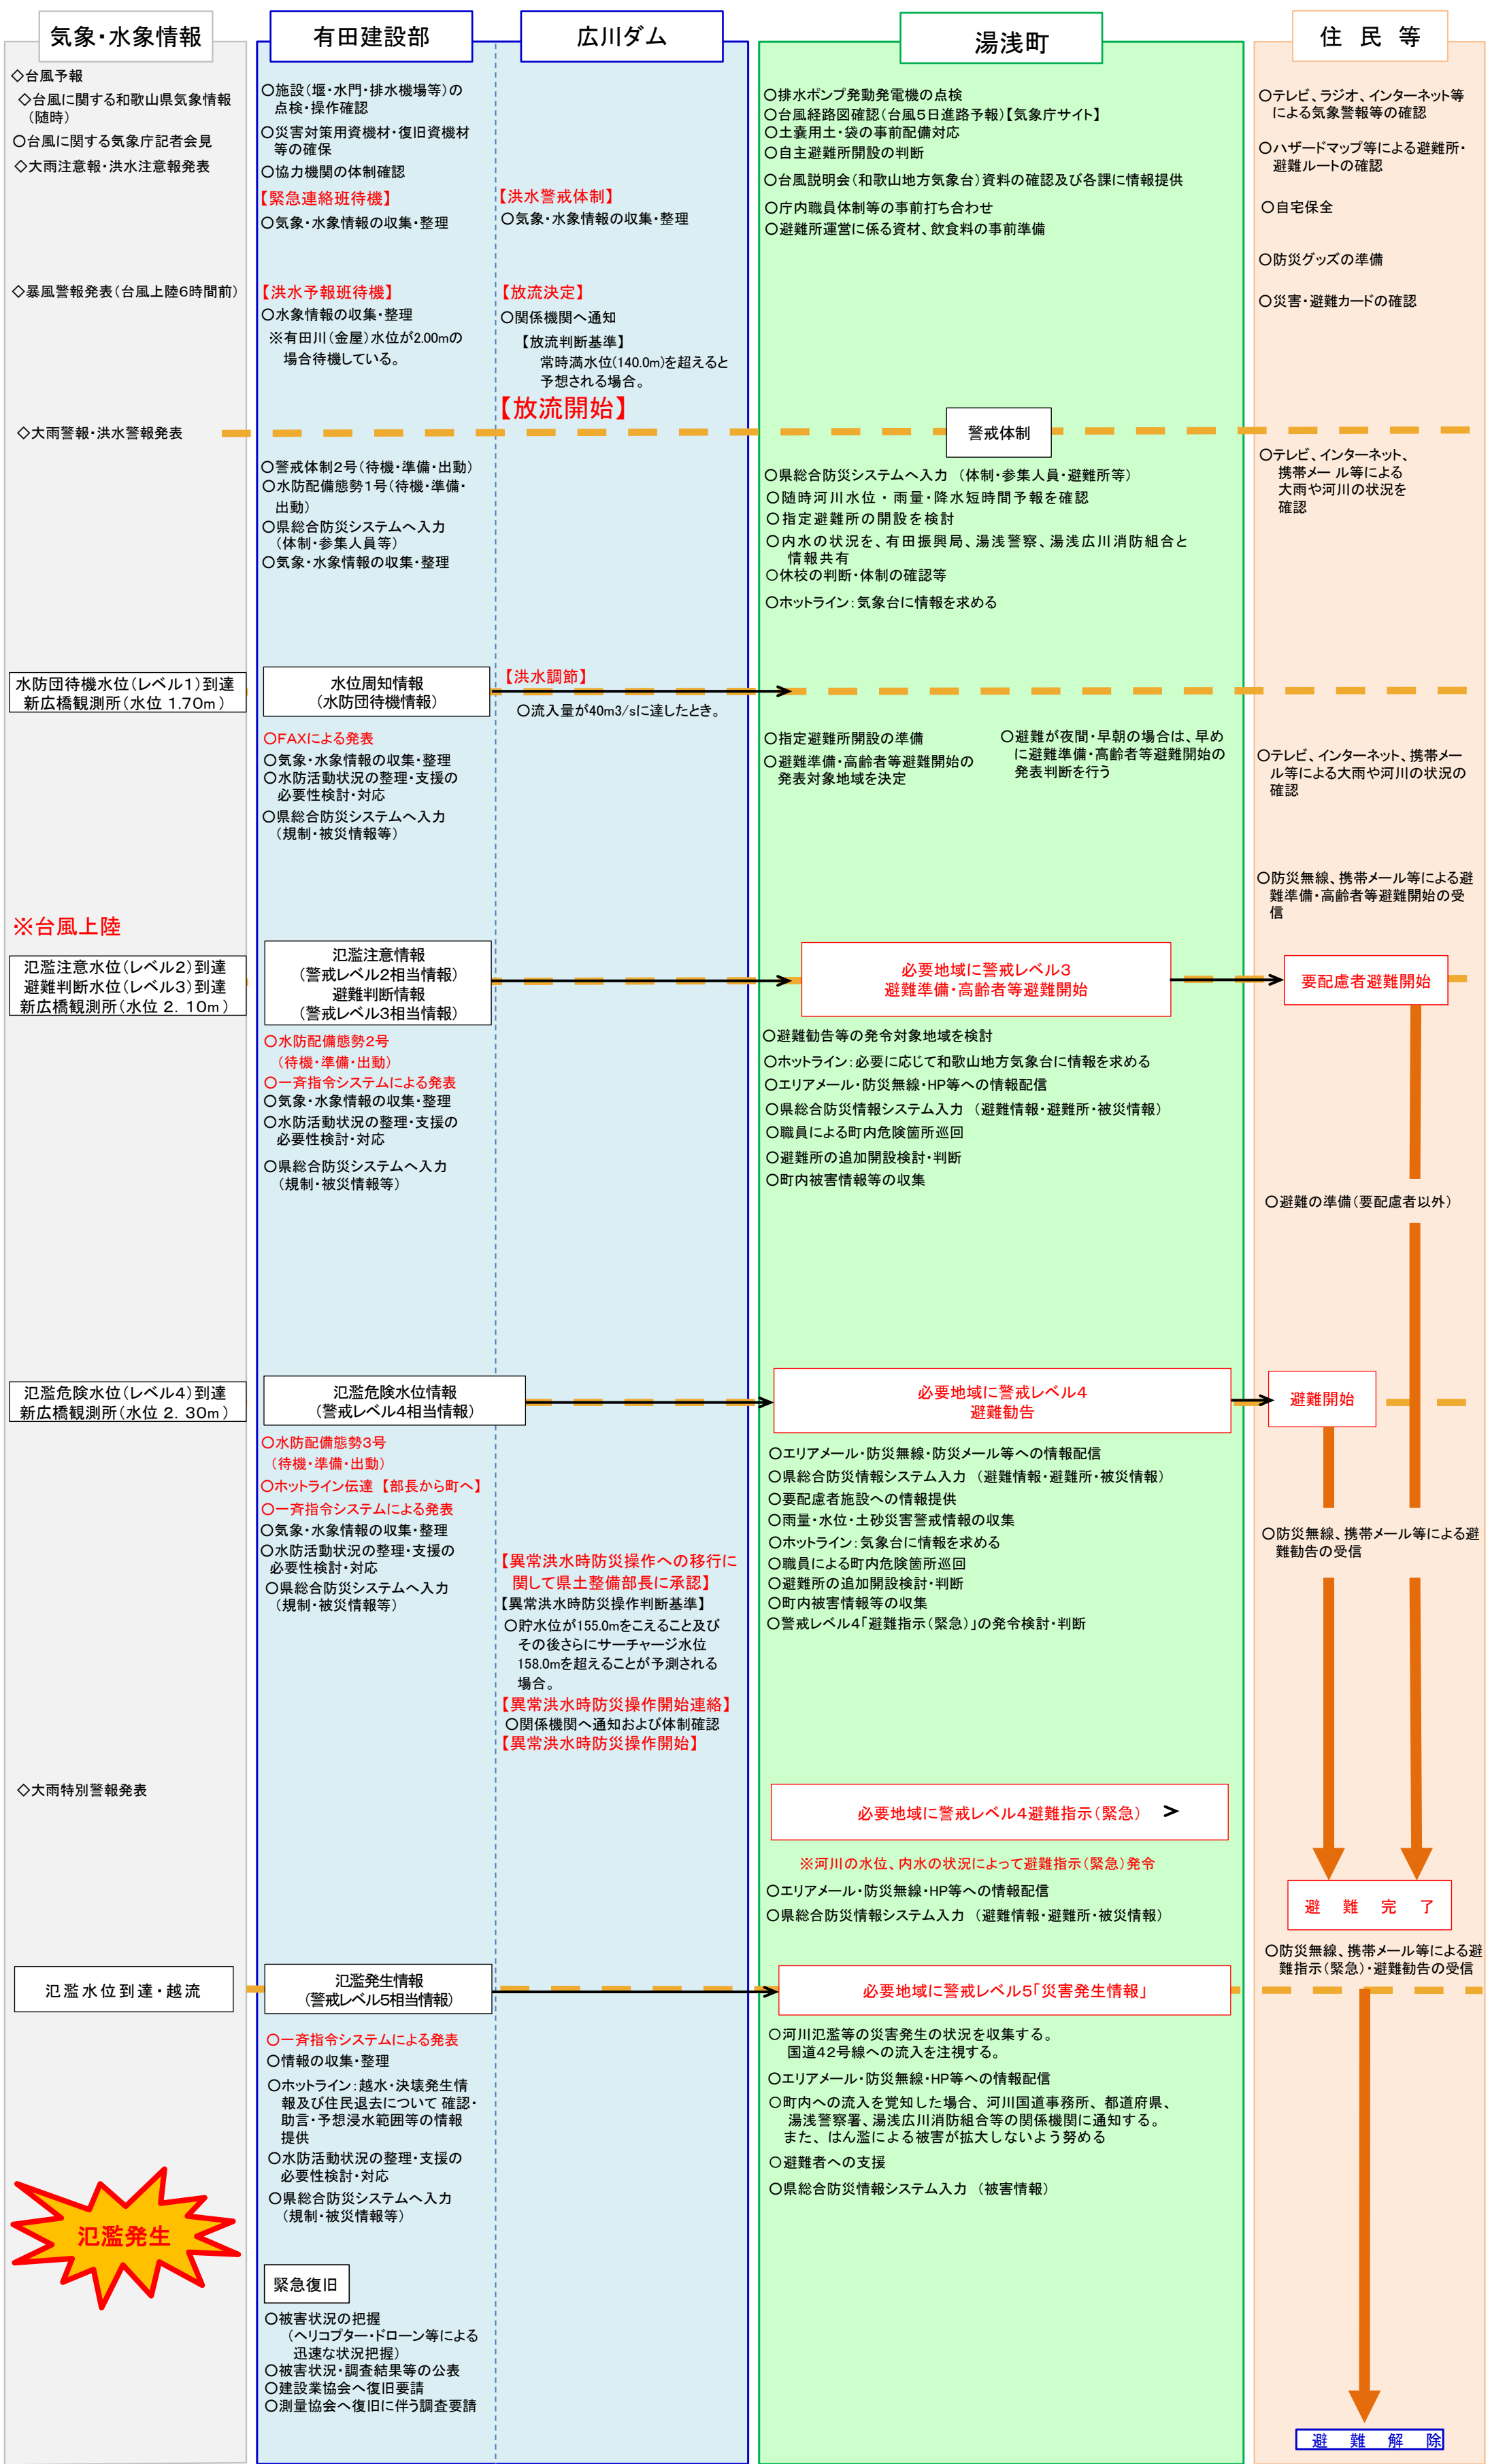 気象・水象情報
◇台風予報
◇台風に関する和歌山県気象情報
（随時）
〇台風に関する気象庁記者会見
◇大雨注意報・洪水注意報発表
◇暴風警報発表（台風上陸6時間前）
◇大雨警報・洪水警報発表
水防団待機水位（レベル１）到達
新広橋観測所（水位 1.70m）
※台風上陸
氾濫注意水位（レベル２）到達
避難判断水位（レベル３）到達
新広橋観測所（水位 ２．１０m）
氾濫危険水位（レベル４）到達
新広橋観測所（水位 ２．３０m）
◇大雨特別警報発表
氾濫水位到達・越流
氾濫発生
有田建設部
〇施設（堰・水門・排水機場等）の
点検・操作確認
〇災害対策用資機材・復旧資機材
等の確保
〇協力機関の体制確認
【緊急連絡班待機】
〇気象・水象情報の収集・整理
【洪水予報班待機】
〇水象情報の収集・整理
※有田川（金屋）水位が2.00mの
場合待機している。
〇警戒体制２号（待機・準備・出動）
〇水防配備態勢１号（待機・準備・
出動）
〇県総合防災システムへ入力
（体制・参集人員等）
〇気象・水象情報の収集・整理
水位周知情報
（水防団待機情報）
〇FAXによる発表
〇気象・水象情報の収集・整理
〇水防活動状況の整理・支援の
必要性検討・対応
〇県総合防災システムへ入力
（規制・被災情報等）
氾濫注意情報
（警戒レベル２相当情報）
避難判断情報
（警戒レベル３相当情報）
〇水防配備態勢２号
（待機・準備・出動）
〇一斉指令システムによる発表
〇気象・水象情報の収集・整理
〇水防活動状況の整理・支援の
必要性検討・対応
〇県総合防災システムへ入力
（規制・被災情報等）
氾濫危険水位情報
（警戒レベル４相当情報）
〇水防配備態勢３号
（待機・準備・出動）
〇ホットライン伝達 【部長から町へ】
〇一斉指令システムによる発表
〇気象・水象情報の収集・整理
〇水防活動状況の整理・支援の
必要性検討・対応
〇県総合防災システムへ入力
（規制・被災情報等）
氾濫発生情報
（警戒レベル５相当情報）
〇一斉指令システムによる発表
〇情報の収集・整理
〇ホットライン：越水・決壊発生情
報及び住民退去について 確認・
助言・予想浸水範囲等の情報
提供
〇水防活動状況の整理・支援の
必要性検討・対応
〇県総合防災システムへ入力
（規制・被災情報等）
緊急復旧
〇被害状況の把握
（ヘリコプター・ドローン等による
迅速な状況把握）
〇被害状況・調査結果等の公表
〇建設業協会へ復旧要請
〇測量協会へ復旧に伴う調査要請
広川ダム
【洪水警戒体制】
〇気象・水象情報の収集・整理
【放流決定】
〇関係機関へ通知
【放流判断基準】
常時満水位(140.0m)を超えると
予想される場合。
【放流開始】
【洪水調節】
〇流入量が40m3/sに達したとき。
【異常洪水時防災操作への移行に
関して県土整備部長に承認】
【異常洪水時防災操作判断基準】
〇貯水位が155.0mをこえること及び
その後さらにサーチャージ水位
158.0mを超えることが予測される
場合。
【異常洪水時防災操作開始連絡】
〇関係機関へ通知および体制確認
【異常洪水時防災操作開始】
湯浅町
〇排水ポンプ発動発電機の点検
〇台風経路図確認（台風５日進路予報）【気象庁サイト】
〇土嚢用土・袋の事前配備対応
〇自主避難所開設の判断
〇台風説明会（和歌山地方気象台）資料の確認及び各課に情報提供
〇庁内職員体制等の事前打ち合わせ
〇避難所運営に係る資材、飲食料の事前準備
警戒体制
〇県総合防災システムへ入力 （体制・参集人員・避難所等）
〇随時河川水位・雨量・降水短時間予報を確認
〇指定避難所の開設を検討
〇内水の状況を、有田振興局、湯浅警察、湯浅広川消防組合と
情報共有
〇休校の判断・体制の確認等
〇ホットライン：気象台に情報を求める
〇指定避難所開設の準備
〇避難準備・高齢者等避難開始の
発表対象地域を決定
〇避難が夜間・早朝の場合は、早め
に避難準備・高齢者等避難開始の
発表判断を行う
必要地域に警戒レベル３
避難準備・高齢者等避難開始
〇避難勧告等の発令対象地域を検討
〇ホットライン：必要に応じて和歌山地方気象台に情報を求める
〇エリアメール・防災無線・HP等への情報配信
〇県総合防災情報システム入力 （避難情報・避難所・被災情報）
〇職員による町内危険箇所巡回
〇避難所の追加開設検討・判断
〇町内被害情報等の収集
必要地域に警戒レベル４
避難勧告
〇エリアメール・防災無線・防災メール等への情報配信
〇県総合防災情報システム入力 （避難情報・避難所・被災情報）
〇要配慮者施設への情報提供
〇雨量・水位・土砂災害警戒情報の収集
〇ホットライン：気象台に情報を求める
〇職員による町内危険箇所巡回
〇避難所の追加開設検討・判断
〇町内被害情報等の収集
〇警戒レベル４「避難指示（緊急）」の発令検討・判断
必要地域に警戒レベル４避難指示（緊急）
※河川の水位、内水の状況によって避難指示（緊急）発令
〇エリアメール・防災無線・HP等への情報配信
〇県総合防災情報システム入力 （避難情報・避難所・被災情報）
必要地域に警戒レベル５「災害発生情報」
〇河川氾濫等の災害発生の状況を収集する。
国道４２号線への流入を注視する。
〇エリアメール・防災無線・HP等への情報配信
〇町内への流入を覚知した場合、河川国道事務所、都道府県、
湯浅警察署、湯浅広川消防組合等の関係機関に通知する。
また、はん濫による被害が拡大しないよう努める
〇避難者への支援
〇県総合防災情報システム入力 （被害情報）
住 民 等
〇テレビ、ラジオ、インターネット等
による気象警報等の確認
〇ハザードマップ等による避難所・
避難ルートの確認
〇自宅保全
〇防災グッズの準備
〇災害・避難カードの確認
〇テレビ、インターネット、
携帯メール等による
大雨や河川の状況を
確認
〇テレビ、インターネット、携帯メー
ル等による大雨や河川の状況の
確認
〇防災無線、携帯メール等による避
難準備・高齢者等避難開始の受
信
要配慮者避難開始
〇避難の準備（要配慮者以外）
避難開始
〇防災無線、携帯メール等による避
難勧告の受信
避 難 完 了
〇防災無線、携帯メール等による避
難指示（緊急）・避難勧告の受信
避 難 解 除